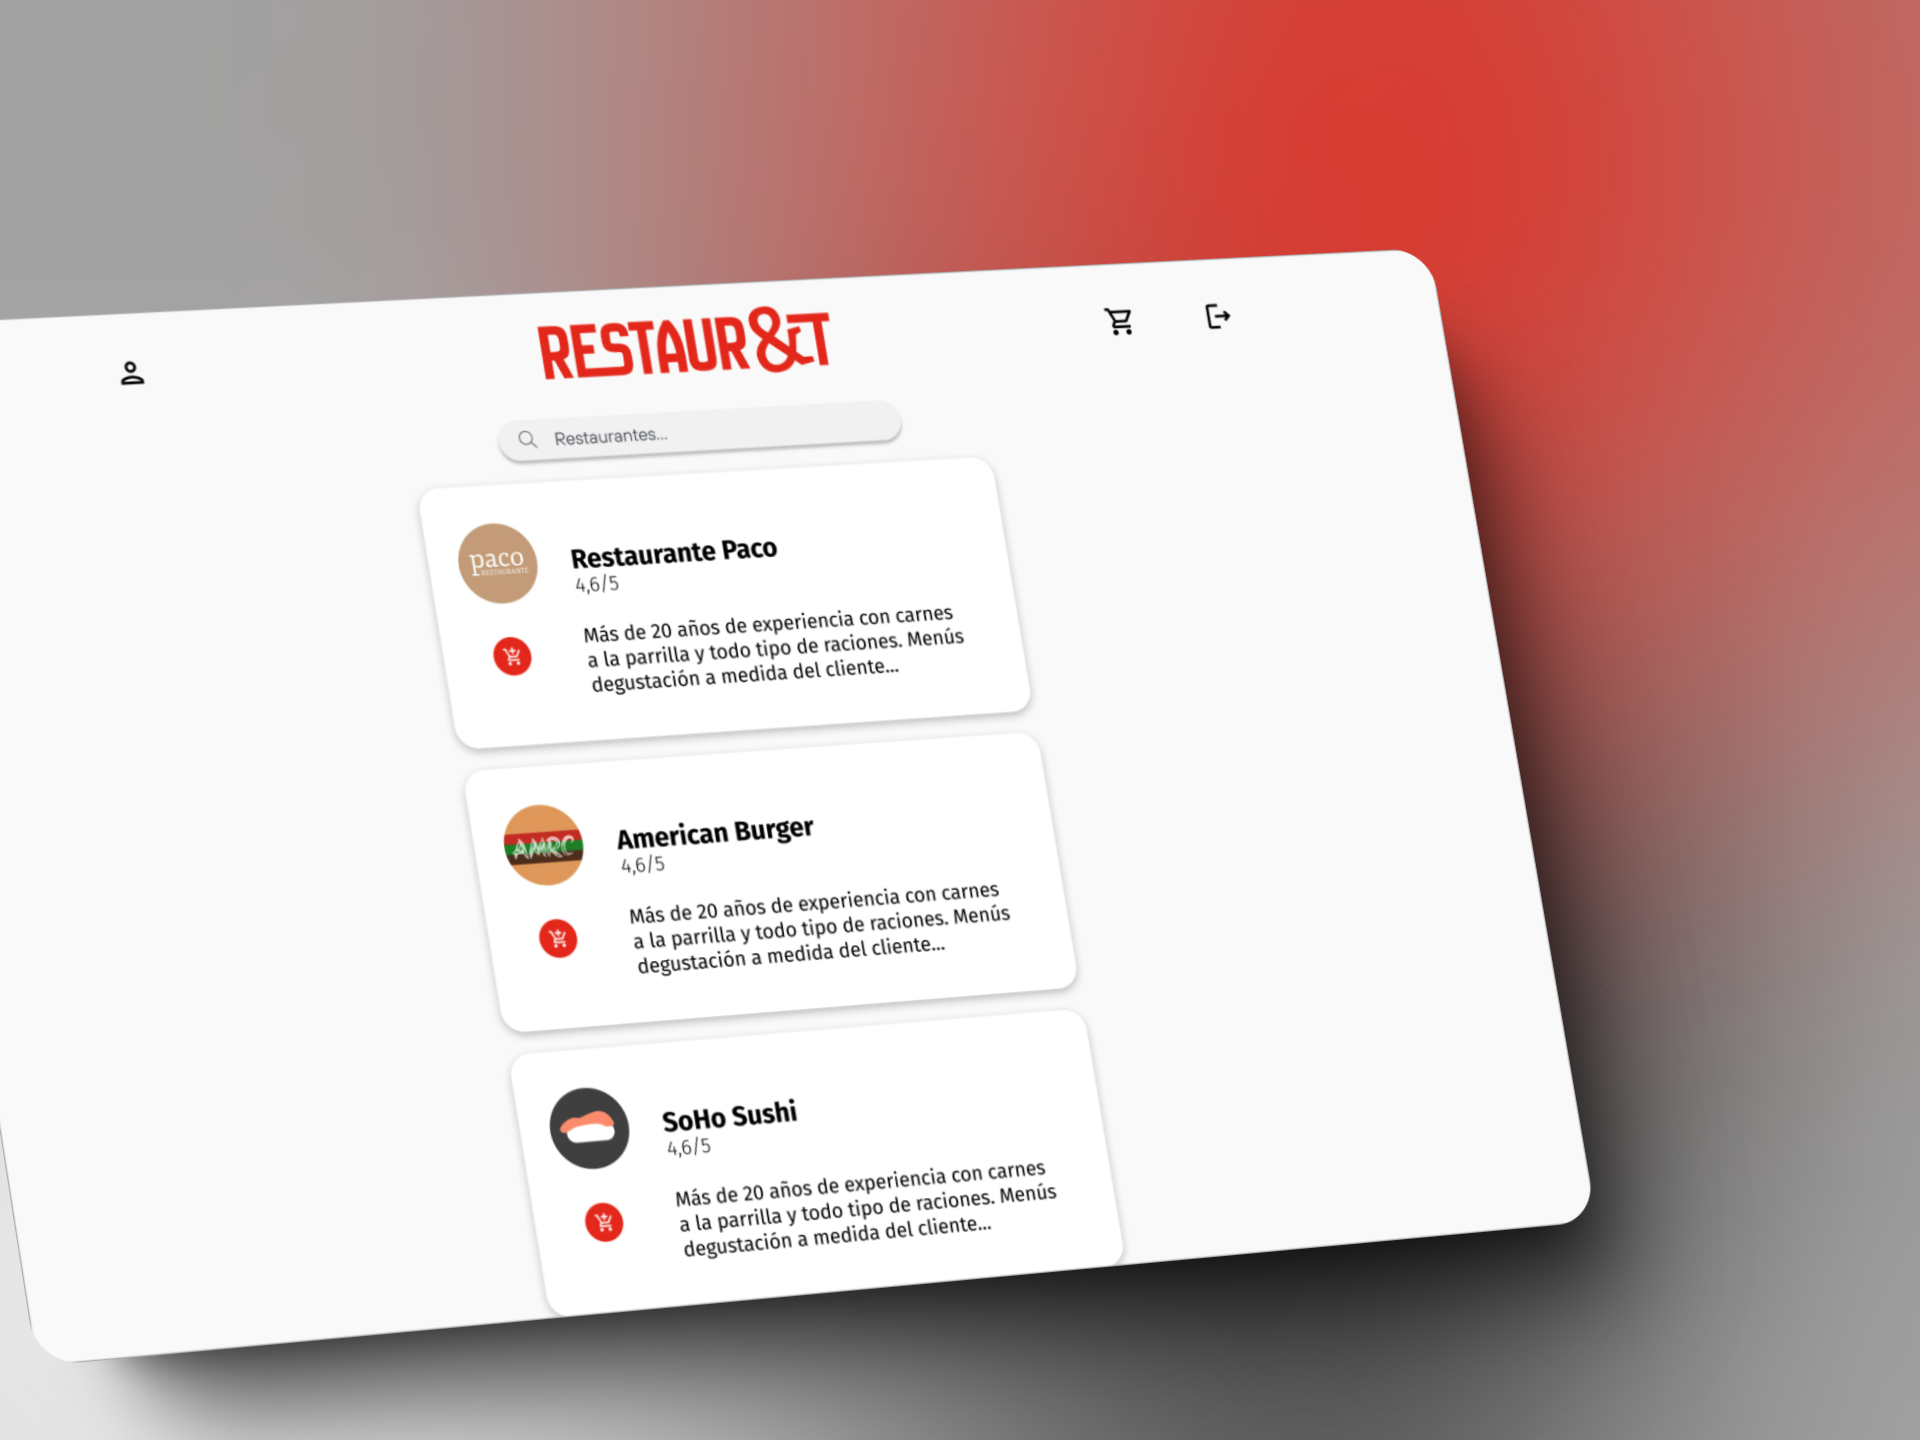 RESTAUR&T
Restaurantes...
paco
RESTAURANTE
Restaurante Paco
4,6/5
Más de 20 años de experiencia con carnes
a la parrilla y todo tipo de raciones. Menús
degustación a medida del cliente...
AMRC
American Burger
4,6/5
Más de 20 años de experiencia con carnes
a la parrilla y todo tipo de raciones. Menús
degustación a medida del cliente...
SoHo Sushi
4,6/5
Más de 20 años de experiencia con carnes
a la parrilla y todo tipo de raciones. Menús
degustación a medida del cliente...